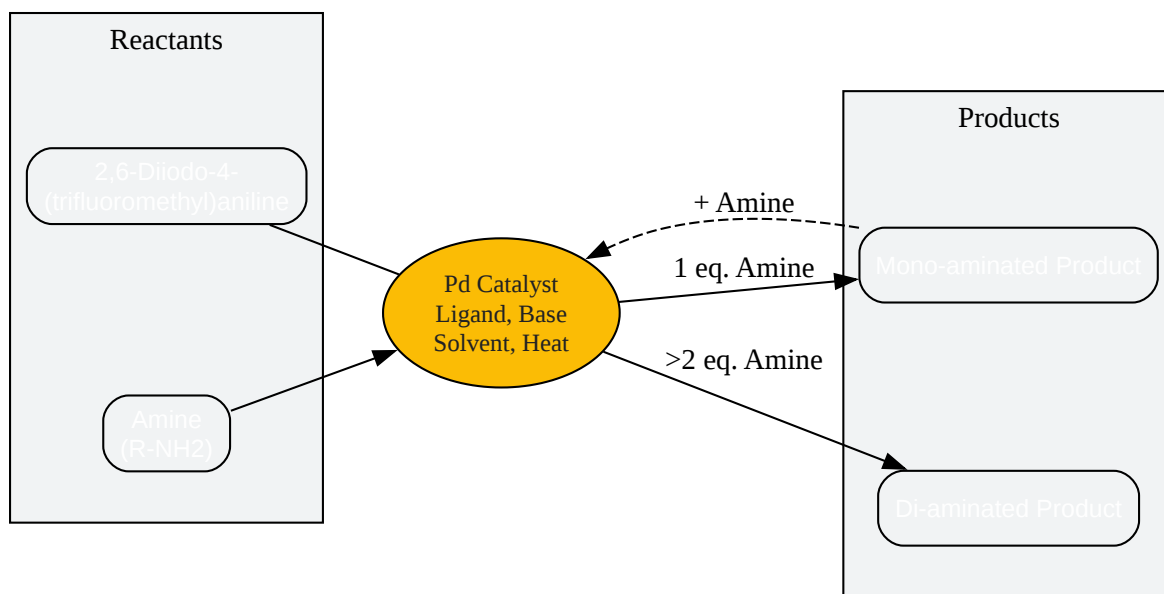 Reactants
2,6-Diiodo-4-
(trifluoromethyl)aniline
Amine
(R-NH2)
Pd Catalyst
Ligand, Base
Solvent, Heat
+ Amine
1 eq. Amine
>2 eq. Amine
Products
Mono-aminated Product
Di-aminated Product